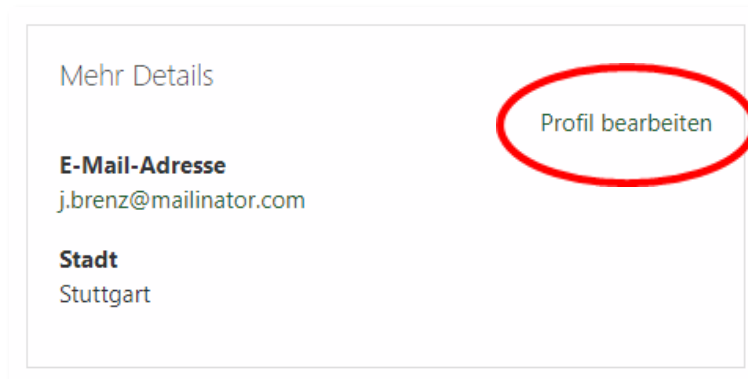 Mehr Details
Profil bearbeiten
E-Mail-Adresse
j.brenz@mailinator.com
Stadt
Stuttgart